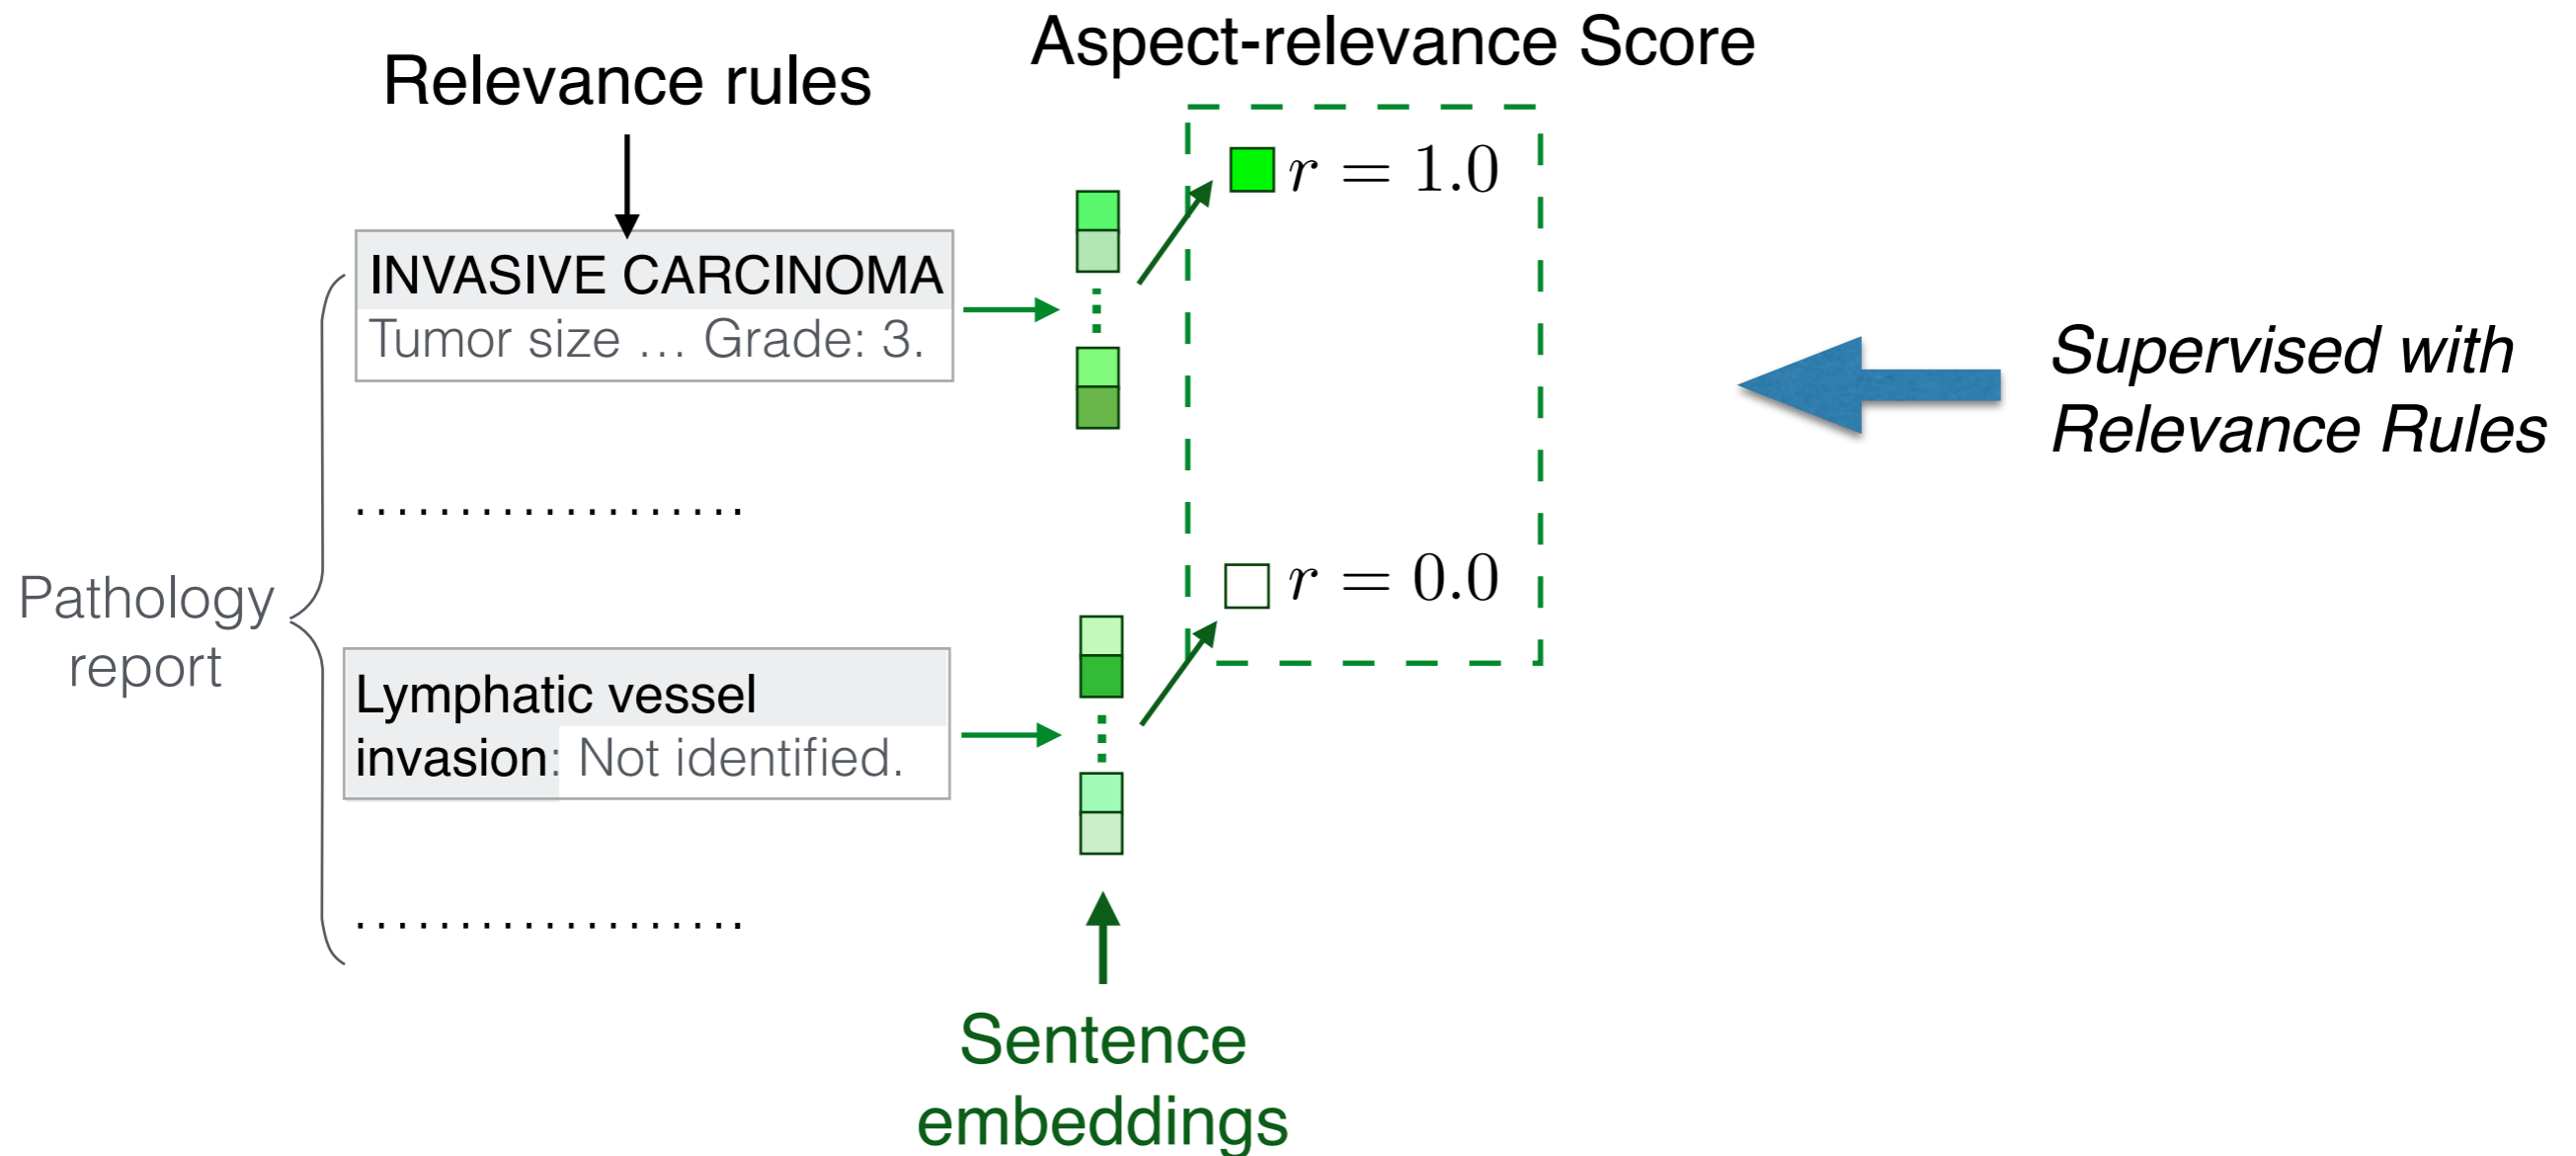 Aspect-relevance Score
Relevance rules
r = 1.0
INVASIVE CARCINOMA
Tumor size … Grade: 3.
Supervised with
Relevance Rules
...................
Pathology
report
r = 0.0
Lymphatic vessel
invasion: Not identified.
...................
Sentence
embeddings